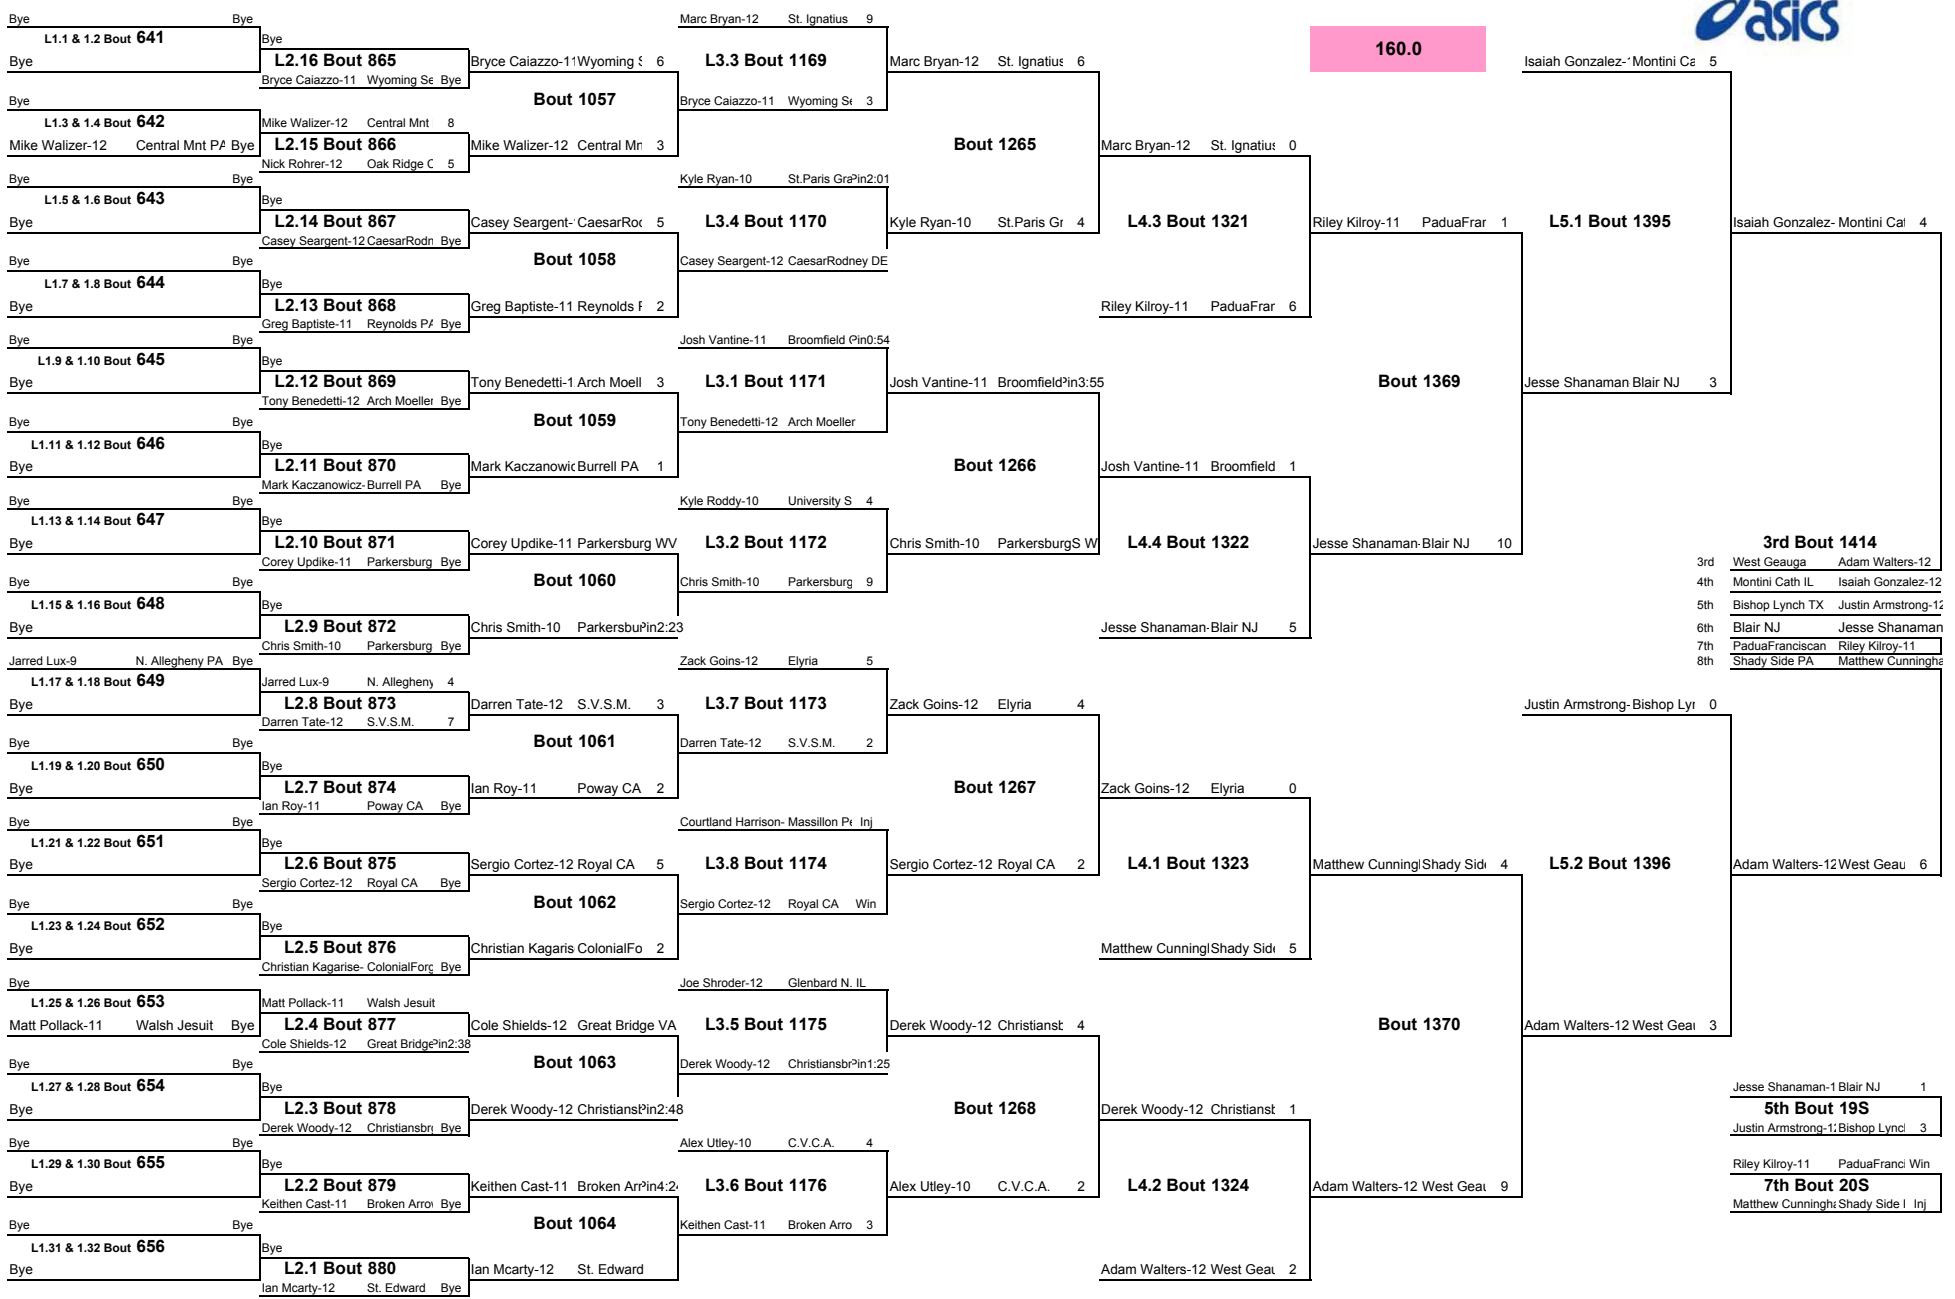 asics
160.0
Bye Bye
L1.1 & 1.2 Bout 641
Bye
Bye
L1.3 & 1.4 Bout 642
Mike Walizer-12 Central Mnt PA Bye
Bye Bye
L1.5 & 1.6 Bout 643
Bye
Bye Bye
L1.7 & 1.8 Bout 644
Bye
Bye Bye
L1.9 & 1.10 Bout 645
Bye
Bye Bye
L1.11 & 1.12 Bout 646
Bye
Bye Bye
L1.13 & 1.14 Bout 647
Bye
Bye Bye
L1.15 & 1.16 Bout 648
Bye
Jarred Lux-9 N. Allegheny PA Bye
L1.17 & 1.18 Bout 649
Bye
Bye Bye
L1.19 & 1.20 Bout 650
Bye
Bye Bye
L1.21 & 1.22 Bout 651
Bye
Bye Bye
L1.23 & 1.24 Bout 652
Bye
Bye
L1.25 & 1.26 Bout 653
Matt Pollack-11 Walsh Jesuit Bye
Bye Bye
L1.27 & 1.28 Bout 654
Bye
Bye Bye
L1.29 & 1.30 Bout 655
Bye
Bye Bye
L1.31 & 1.32 Bout 656
Bye
Bye
L2.16 Bout 865
Bryce Caiazzo-11 Wyoming Se Bye
Mike Walizer-12 Central Mnt 8
L2.15 Bout 866
Nick Rohrer-12 Oak Ridge C 5
Bye
L2.14 Bout 867
Casey Seargent-12 CaesarRodn Bye
Bye
L2.13 Bout 868
Greg Baptiste-11 Reynolds PA Bye
Bye
L2.12 Bout 869
Tony Benedetti-12 Arch Moeller Bye
Bye
L2.11 Bout 870
Mark Kaczanowicz- Burrell PA Bye
Bye
L2.10 Bout 871
Corey Updike-11 Parkersburg Bye
Bye
L2.9 Bout 872
Chris Smith-10 Parkersburg Bye
Jarred Lux-9 N. Allegheny 4
L2.8 Bout 873
Darren Tate-12 S.V.S.M. 7
Bye
L2.7 Bout 874
Ian Roy-11 Poway CA Bye
Bye
L2.6 Bout 875
Sergio Cortez-12 Royal CA Bye
Bye
L2.5 Bout 876
Christian Kagarise- ColonialForg Bye
Matt Pollack-11 Walsh Jesuit
L2.4 Bout 877
Cole Shields-12 Great Bridge Pin2:38
Bye
L2.3 Bout 878
Derek Woody-12 Christiansbrg Bye
Bye
L2.2 Bout 879
Keithen Cast-11 Broken Arrow Bye
Bye
L2.1 Bout 880
Ian Mcarty-12 St. Edward Bye
Bryce Caiazzo-11 Wyoming S 6
Bout 1057
Mike Walizer-12 Central Mn 3
Casey Seargent- CaesarRod 5
Bout 1058
Greg Baptiste-11 Reynolds P 2
Tony Benedetti-1 Arch Moell 3
Bout 1059
Mark Kaczanowic Burrell PA 1
Corey Updike-11 Parkersburg WV
Bout 1060
Chris Smith-10 Parkersbu Pin2:23
Darren Tate-12 S.V.S.M. 3
Bout 1061
Ian Roy-11 Poway CA 2
Sergio Cortez-12 Royal CA 5
Bout 1062
Christian Kagaris ColonialFo 2
Cole Shields-12 Great Bridge VA
Bout 1063
Derek Woody-12 Christiansb Pin2:48
Keithen Cast-11 Broken Arr Pin4:24
Bout 1064
Ian Mcarty-12 St. Edward
Marc Bryan-12 St. Ignatius 9
L3.3 Bout 1169
Bryce Caiazzo-11 Wyoming Se 3
Kyle Ryan-10 St.Paris Gra Pin2:01
L3.4 Bout 1170
Casey Seargent-12 CaesarRodney DE
Josh Vantine-11 Broomfield Pin0:54
L3.1 Bout 1171
Tony Benedetti-12 Arch Moeller
Kyle Roddy-10 University S 4
L3.2 Bout 1172
Chris Smith-10 Parkersburg 9
Zack Goins-12 Elyria 5
L3.7 Bout 1173
Darren Tate-12 S.V.S.M. 2
Courtland Harrison- Massillon Pe Inj
L3.8 Bout 1174
Sergio Cortez-12 Royal CA Win
Joe Shroder-12 Glenbard N. IL
L3.5 Bout 1175
Derek Woody-12 Christiansbr Pin1:25
Alex Utley-10 C.V.C.A. 4
L3.6 Bout 1176
Keithen Cast-11 Broken Arro 3
Marc Bryan-12 St. Ignatius 6
Bout 1265
Kyle Ryan-10 St.Paris Gr 4
Josh Vantine-11 Broomfield Pin3:55
Bout 1266
Chris Smith-10 ParkersburgS W
Zack Goins-12 Elyria 4
Bout 1267
Sergio Cortez-12 Royal CA 2
Derek Woody-12 Christiansb 4
Bout 1268
Alex Utley-10 C.V.C.A. 2
Marc Bryan-12 St. Ignatius 0
L4.3 Bout 1321
Riley Kilroy-11 PaduaFran 6
Josh Vantine-11 Broomfield 1
L4.4 Bout 1322
Jesse Shanaman- Blair NJ 5
Zack Goins-12 Elyria 0
L4.1 Bout 1323
Matthew Cunningl Shady Side 5
Derek Woody-12 Christiansb 1
L4.2 Bout 1324
Adam Walters-12 West Geau 2
Riley Kilroy-11 PaduaFran 1
Bout 1369
Jesse Shanaman- Blair NJ 10
Matthew Cunningl Shady Side 4
Bout 1370
Adam Walters-12 West Geau 9
Isaiah Gonzalez-1 Montini Ca 5
L5.1 Bout 1395
Jesse Shanaman Blair NJ 3
Justin Armstrong- Bishop Lyn 0
L5.2 Bout 1396
Adam Walters-12 West Geau 3
Isaiah Gonzalez- Montini Cat 4
3rd Bout 1414
Adam Walters-12 West Geau 6
3rd West Geauga Adam Walters-12
4th Montini Cath IL Isaiah Gonzalez-12
5th Bishop Lynch TX Justin Armstrong-12
6th Blair NJ Jesse Shanaman
7th PaduaFranciscan Riley Kilroy-11
8th Shady Side PA Matthew Cunningha
Jesse Shanaman-1 Blair NJ 1
5th Bout 19S
Justin Armstrong-12 Bishop Lynch 3
Riley Kilroy-11 PaduaFranci Win
7th Bout 20S
Matthew Cunningha Shady Side I Inj